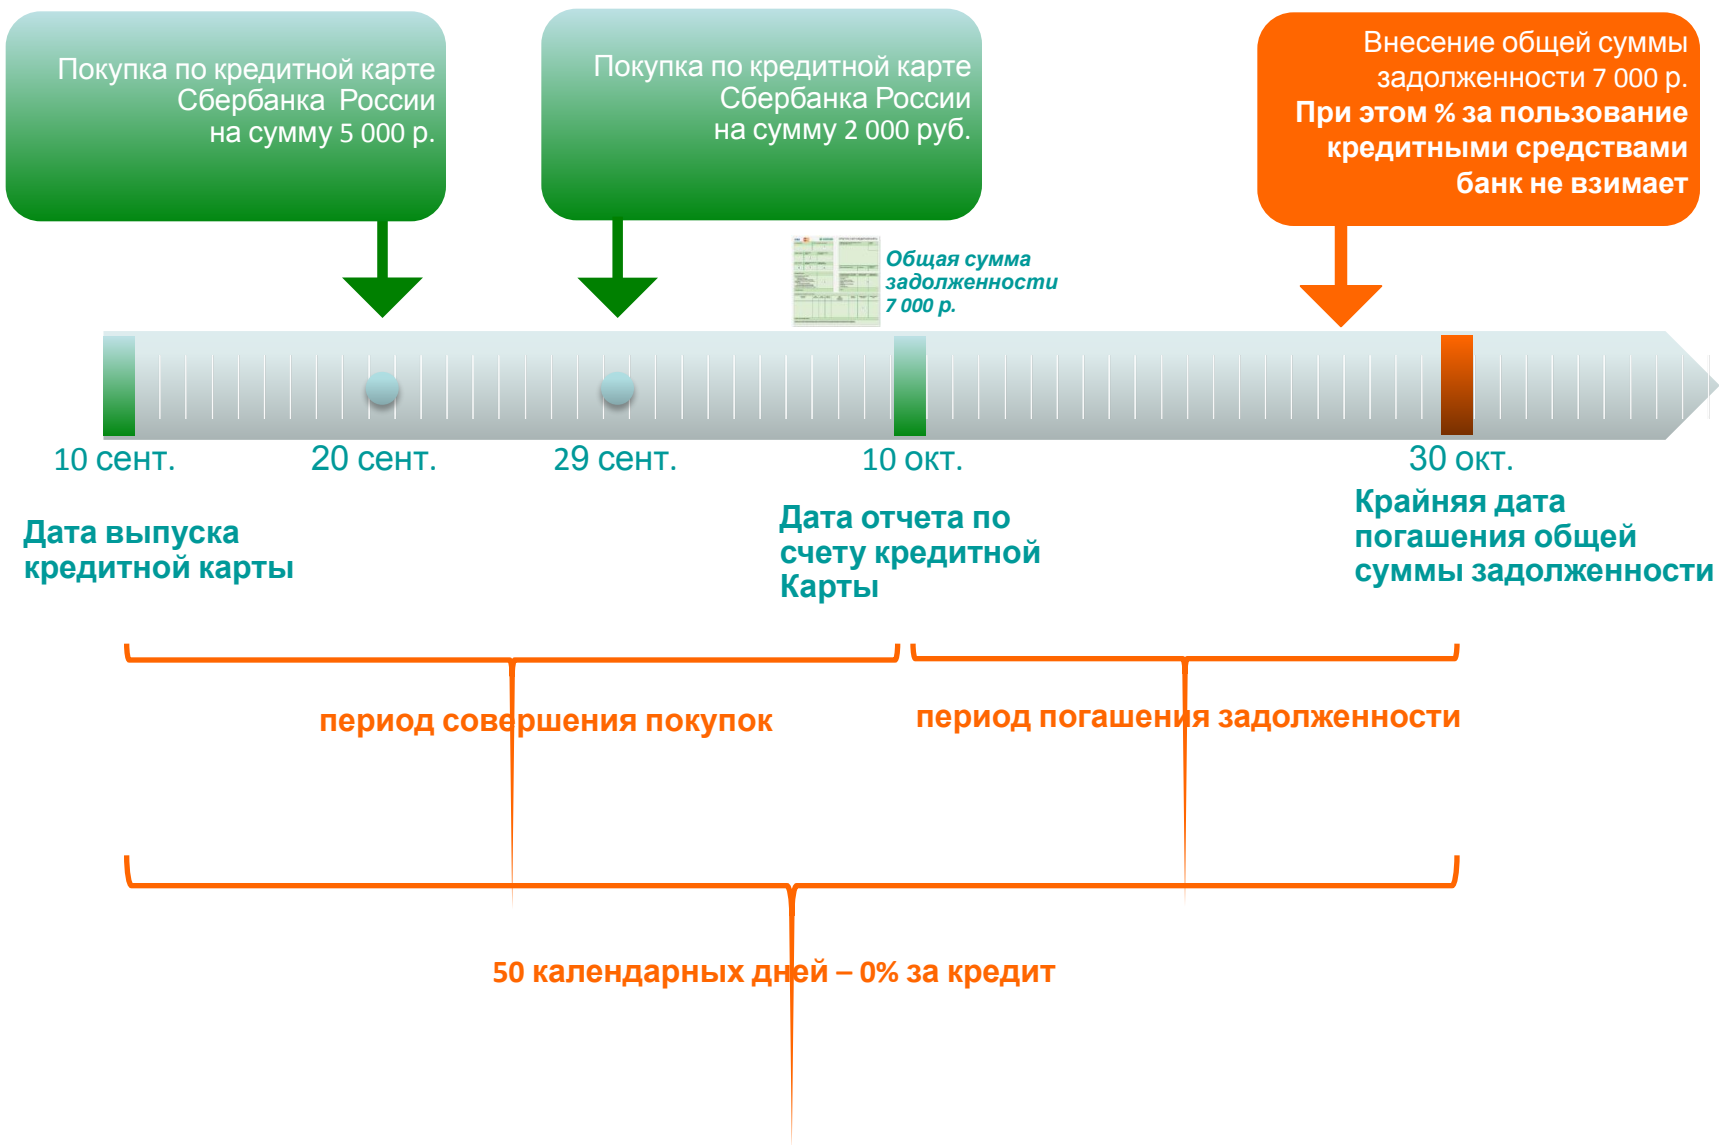 Покупка по кредитной карте
Сбербанка России
на сумму 5 000 р.
Покупка по кредитной карте
Сбербанка России
на сумму 2 000 руб.
Внесение общей суммы
задолженности 7 000 р.
При этом % за пользование
кредитными средствами
банк не взимает
Общая сумма
задолженности
7 000 р.
10 сент.
20 сент.
29 сент.
10 окт.
30 окт.
Дата выпуска
кредитной карты
Дата отчета по
счету кредитной
Карты
Крайняя дата
погашения общей
суммы задолженности
период совершения покупок
период погашения задолженности
50 календарных дней – 0% за кредит